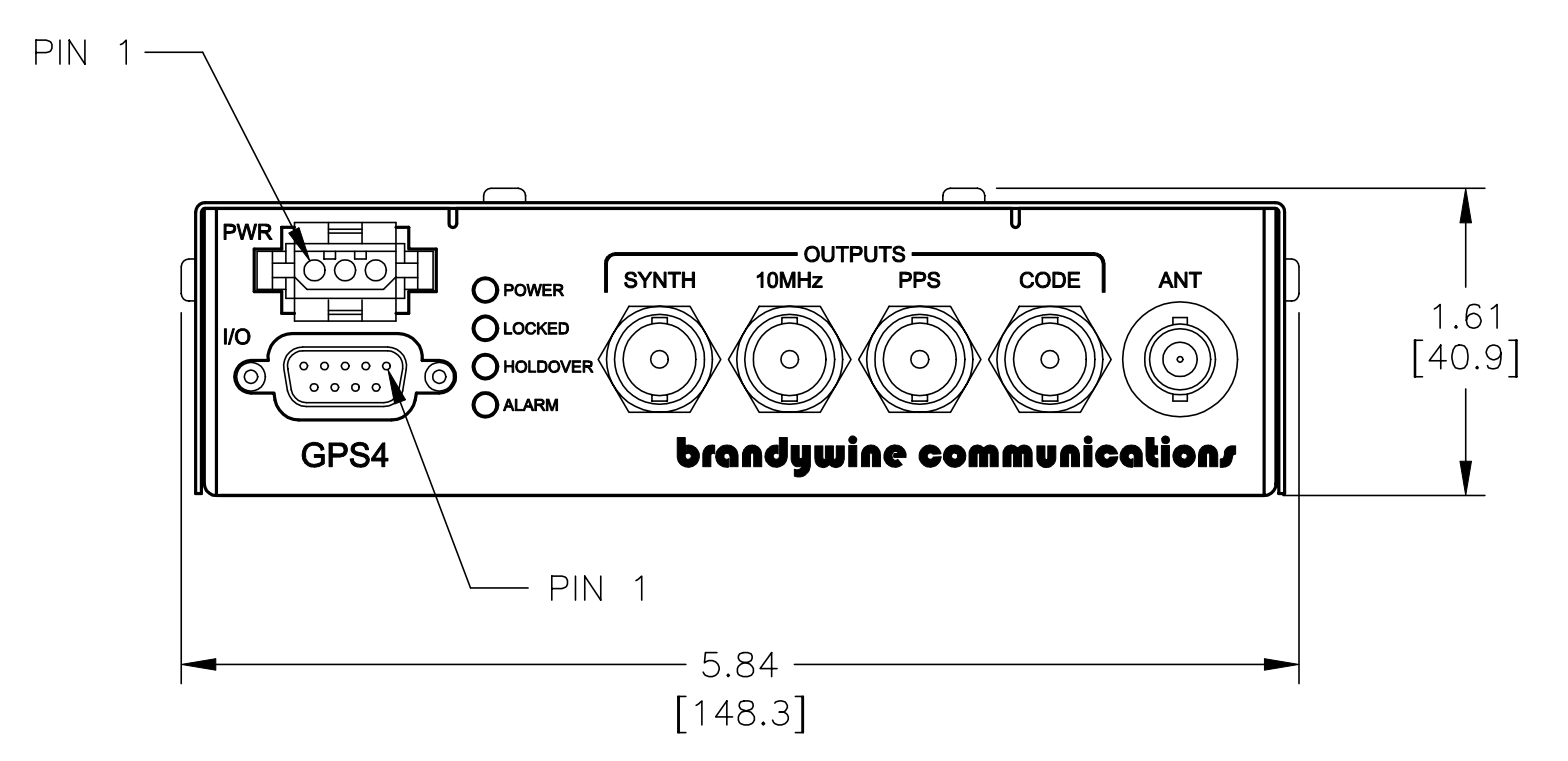 PIN 1
PWR
OUTPUTS
SYNTH 10MHz PPS CODE ANT
POWER
LOCKED
HOLDOVER
ALARM
I/O
GPS4
brandywine communications
PIN 1
1.61
[40.9]
5.84
[148.3]